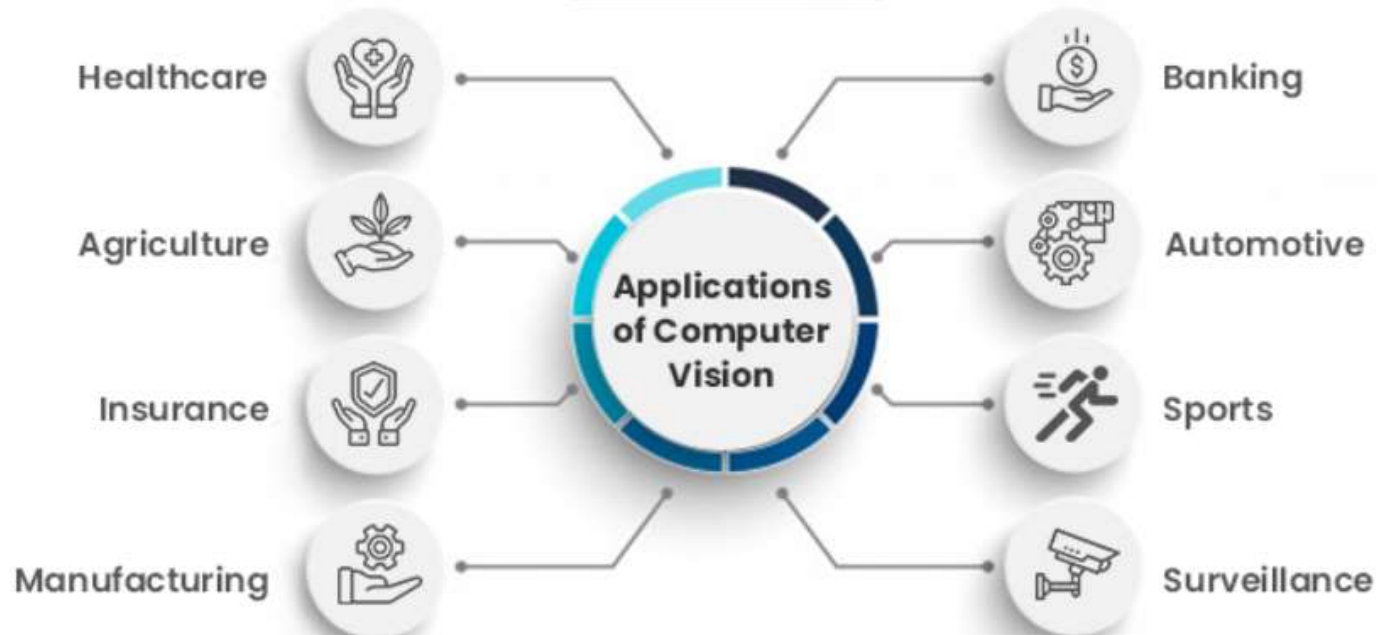 Healthcare
Agriculture
Insurance
Manufacturing
Applications
of Computer
Vision
Banking
Automotive
Sports
Surveillance